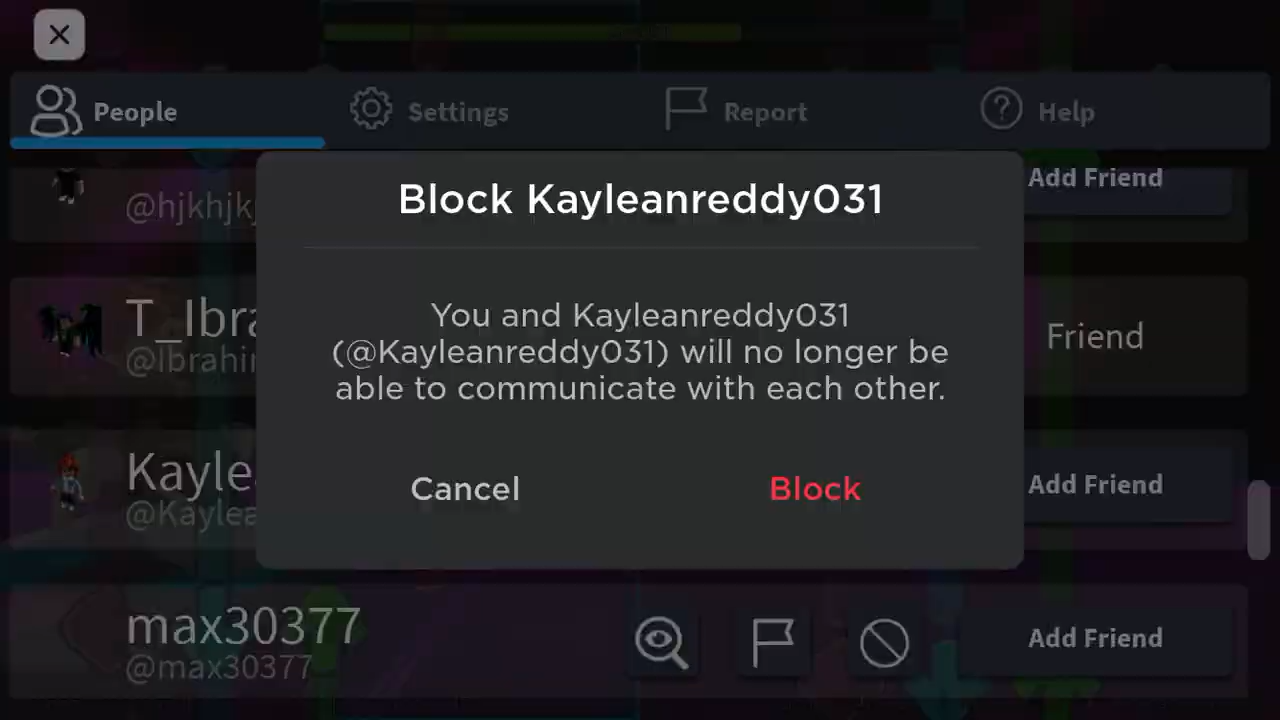 People
Settings
Report
Help
Add Friend
Block Kayleanreddy031
You and Kayleanreddy031
(@Kayleanreddy031) will no longer be
able to communicate with each other.
Cancel
Block
Friend
Add Friend
max30377
@max30377
Add Friend